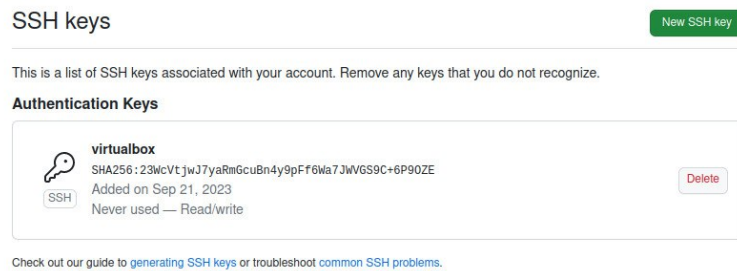 SSH keys
New SSH key
This is a list of SSH keys associated with your account. Remove any keys that you do not recognize.
Authentication Keys
virtualbox
SHA256:23WcVtjwJ7yaRmGcuBn4y9pFf6Wa7JWVGS9C+6P9OZE
Added on Sep 21, 2023
Never used — Read/write
SSH
Delete
Check out our guide to generating SSH keys or troubleshoot common SSH problems.